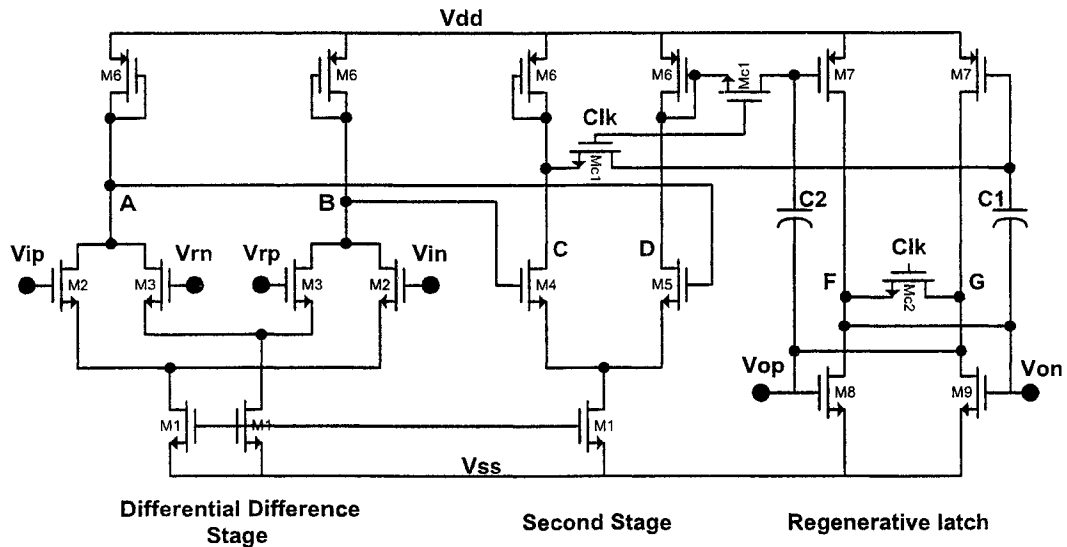 Vdd
M6
M6
M6
M6
Mc1
M7
M7
Clk
Mc1
A
B
C2
C1
Vip
Vrn
Vrp
Vin
C
D
Clk
F
G
M2
M3
M3
M2
M4
M5
Mc2
Vop
Von
M8
M9
M1
M1
M1
Vss
Differential Difference
Stage
Second Stage
Regenerative latch